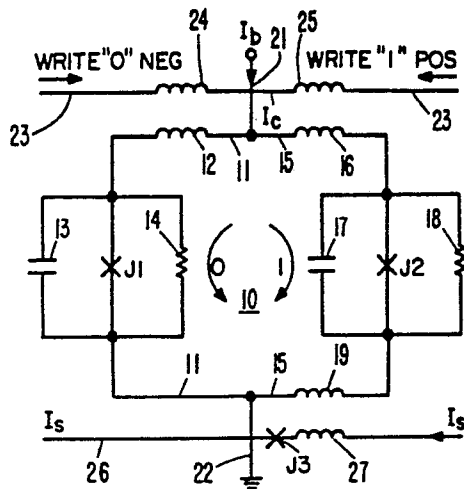 24 I_b 21 25
WRITE "0" NEG WRITE "1" POS
23 I_c 23
12 11 15 16
13 14 17 18
J1 0 1 J2
10
19
11 15
I_s I_s
26 22 J3 27